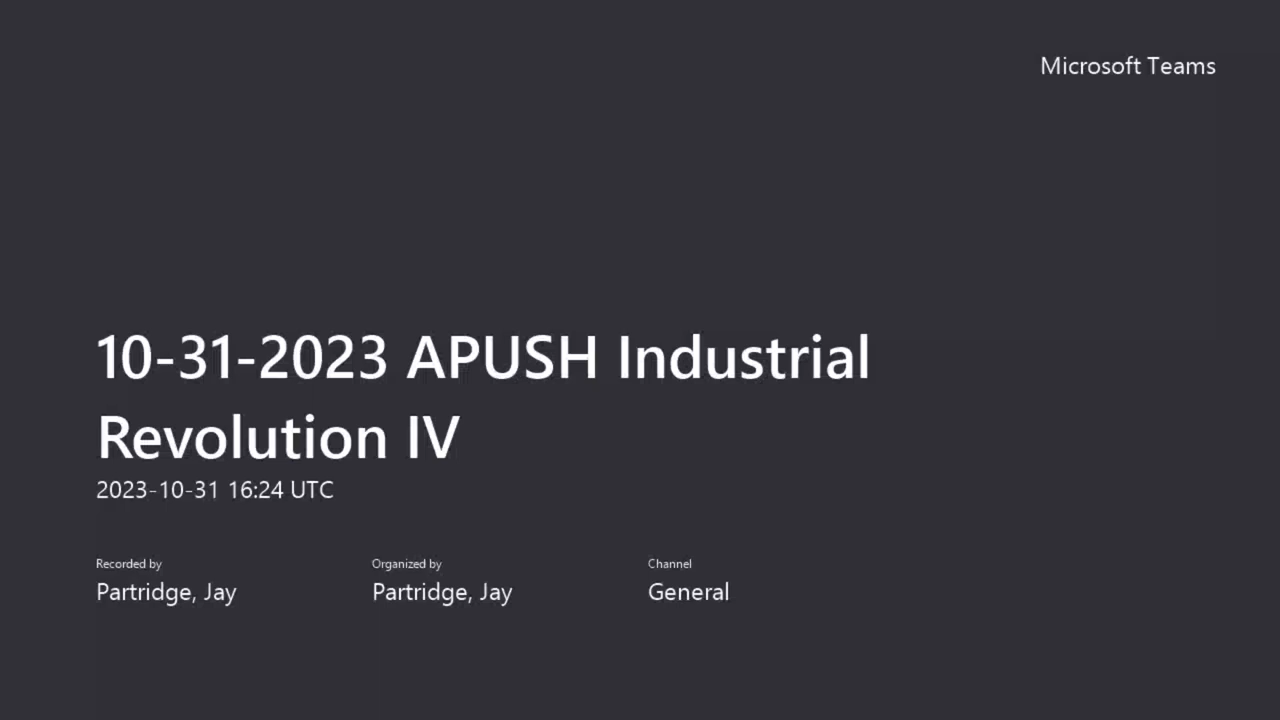 Microsoft Teams
10-31-2023 APUSH Industrial
Revolution IV
2023-10-31 16:24 UTC
Recorded by
Partridge, Jay
Organized by
Partridge, Jay
Channel
General